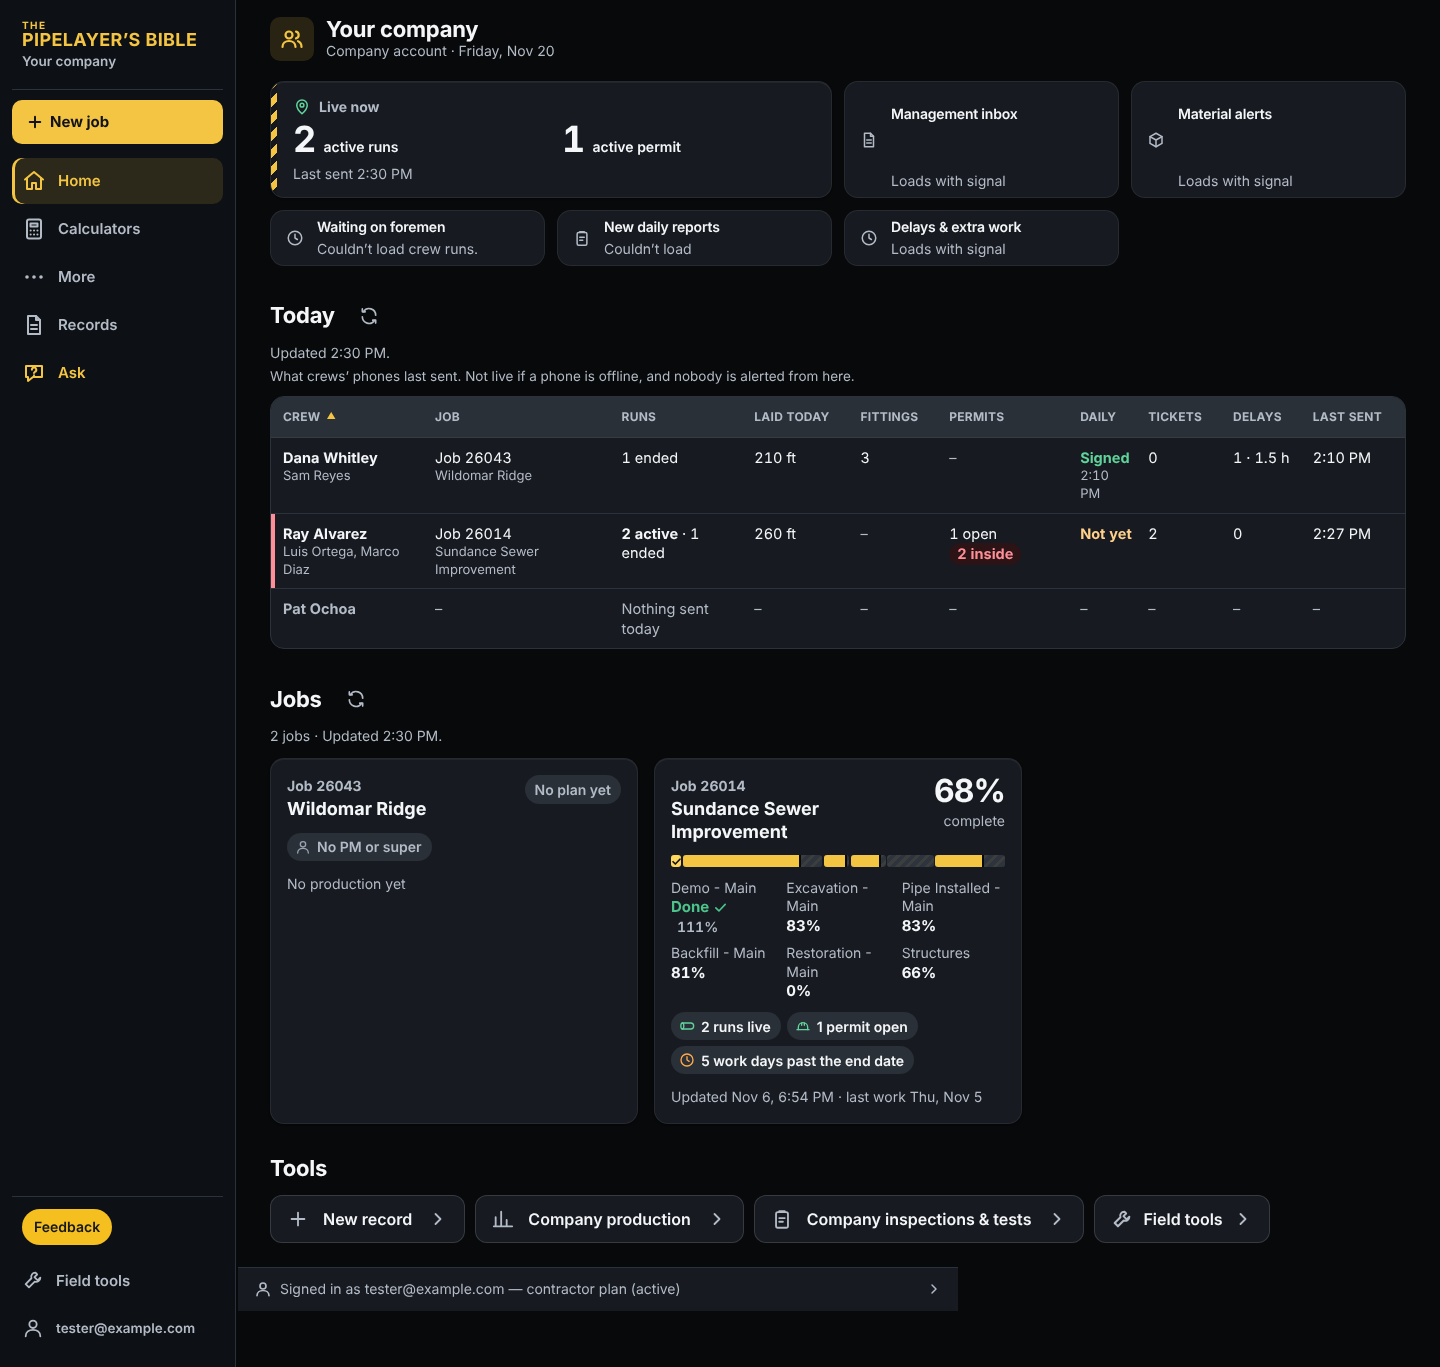 THE
PIPELAYER’S BIBLE
Your company
New job
Home
Calculators
More
Records
Ask
Feedback
Field tools
tester@example.com
Your company
Company account · Friday, Nov 20
Live now
2 active runs
1 active permit
Last sent 2:30 PM
Management inbox
Loads with signal
Material alerts
Loads with signal
Waiting on foremen
Couldn’t load crew runs.
New daily reports
Couldn’t load
Delays & extra work
Loads with signal
Today
Updated 2:30 PM.
What crews’ phones last sent. Not live if a phone is offline, and nobody is alerted from here.
CREW JOB RUNS LAID TODAY FITTINGS PERMITS DAILY TICKETS DELAYS LAST SENT
Dana Whitley Job 26043 1 ended 210 ft 3 – Signed 0 1 · 1.5 h 2:10 PM
Sam Reyes Wildomar Ridge 2:10
PM
Ray Alvarez Job 26014 2 active · 1 260 ft – 1 open Not yet 2 0 2:27 PM
Luis Ortega, Marco Sundance Sewer ended 2 inside
Diaz Improvement
Pat Ochoa – Nothing sent – – – – – – –
today
Jobs
2 jobs · Updated 2:30 PM.
Job 26043
Wildomar Ridge
No plan yet
No PM or super
No production yet
Job 26014
Sundance Sewer
Improvement
68%
complete
Demo - Main
Done
111%
Excavation -
Main
83%
Pipe Installed -
Main
83%
Backfill - Main
81%
Restoration -
Main
0%
Structures
66%
2 runs live
1 permit open
5 work days past the end date
Updated Nov 6, 6:54 PM · last work Thu, Nov 5
Tools
New record
Company production
Company inspections & tests
Field tools
Signed in as tester@example.com — contractor plan (active)